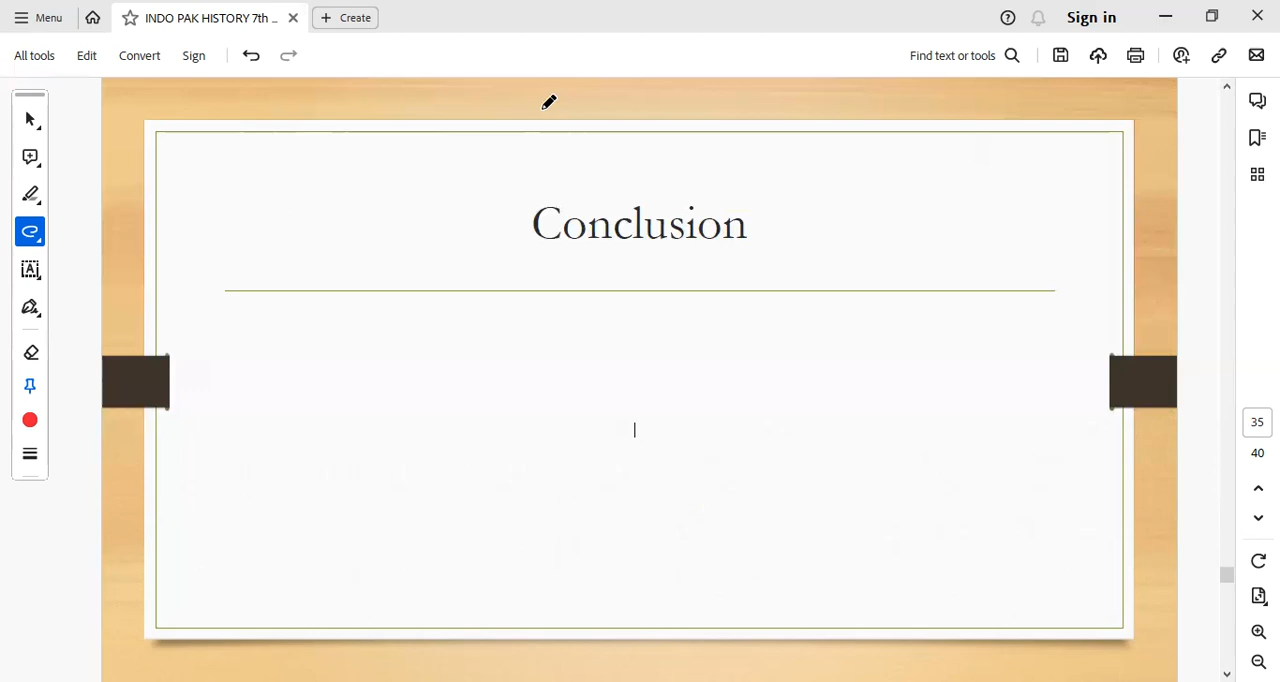 Menu
INDO PAK HISTORY 7th ...
Create
Sign in
All tools
Edit
Convert
Sign
Find text or tools
Conclusion
35
40